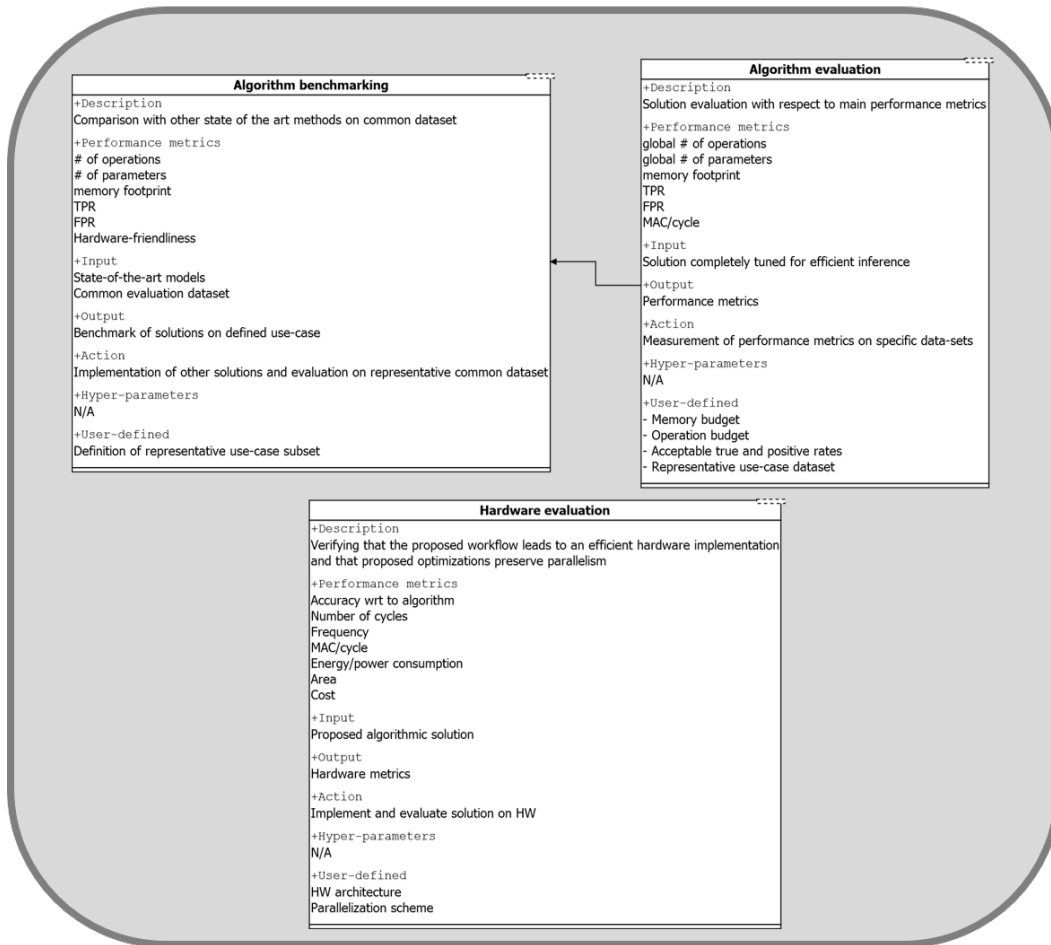 Algorithm benchmarking
+Description
Comparison with other state of the art methods on common dataset
+Performance metrics
# of operations
# of parameters
memory footprint
TPR
FPR
Hardware-friendliness
+Input
State-of-the-art models
Common evaluation dataset
+Output
Benchmark of solutions on defined use-case
+Action
Implementation of other solutions and evaluation on representative common dataset
+Hyper-parameters
N/A
+User-defined
Definition of representative use-case subset
Algorithm evaluation
+Description
Solution evaluation with respect to main performance metrics
+Performance metrics
global # of operations
global # of parameters
memory footprint
TPR
FPR
MAC/cycle
+Input
Solution completely tuned for efficient inference
+Output
Performance metrics
+Action
Measurement of performance metrics on specific data-sets
+Hyper-parameters
N/A
+User-defined
- Memory budget
- Operation budget
- Acceptable true and positive rates
- Representative use-case dataset
Hardware evaluation
+Description
Verifying that the proposed workflow leads to an efficient hardware implementation
and that proposed optimizations preserve parallelism
+Performance metrics
Accuracy wrt to algorithm
Number of cycles
Frequency
MAC/cycle
Energy/power consumption
Area
Cost
+Input
Proposed algorithmic solution
+Output
Hardware metrics
+Action
Implement and evaluate solution on HW
+Hyper-parameters
N/A
+User-defined
HW architecture
Parallelization scheme